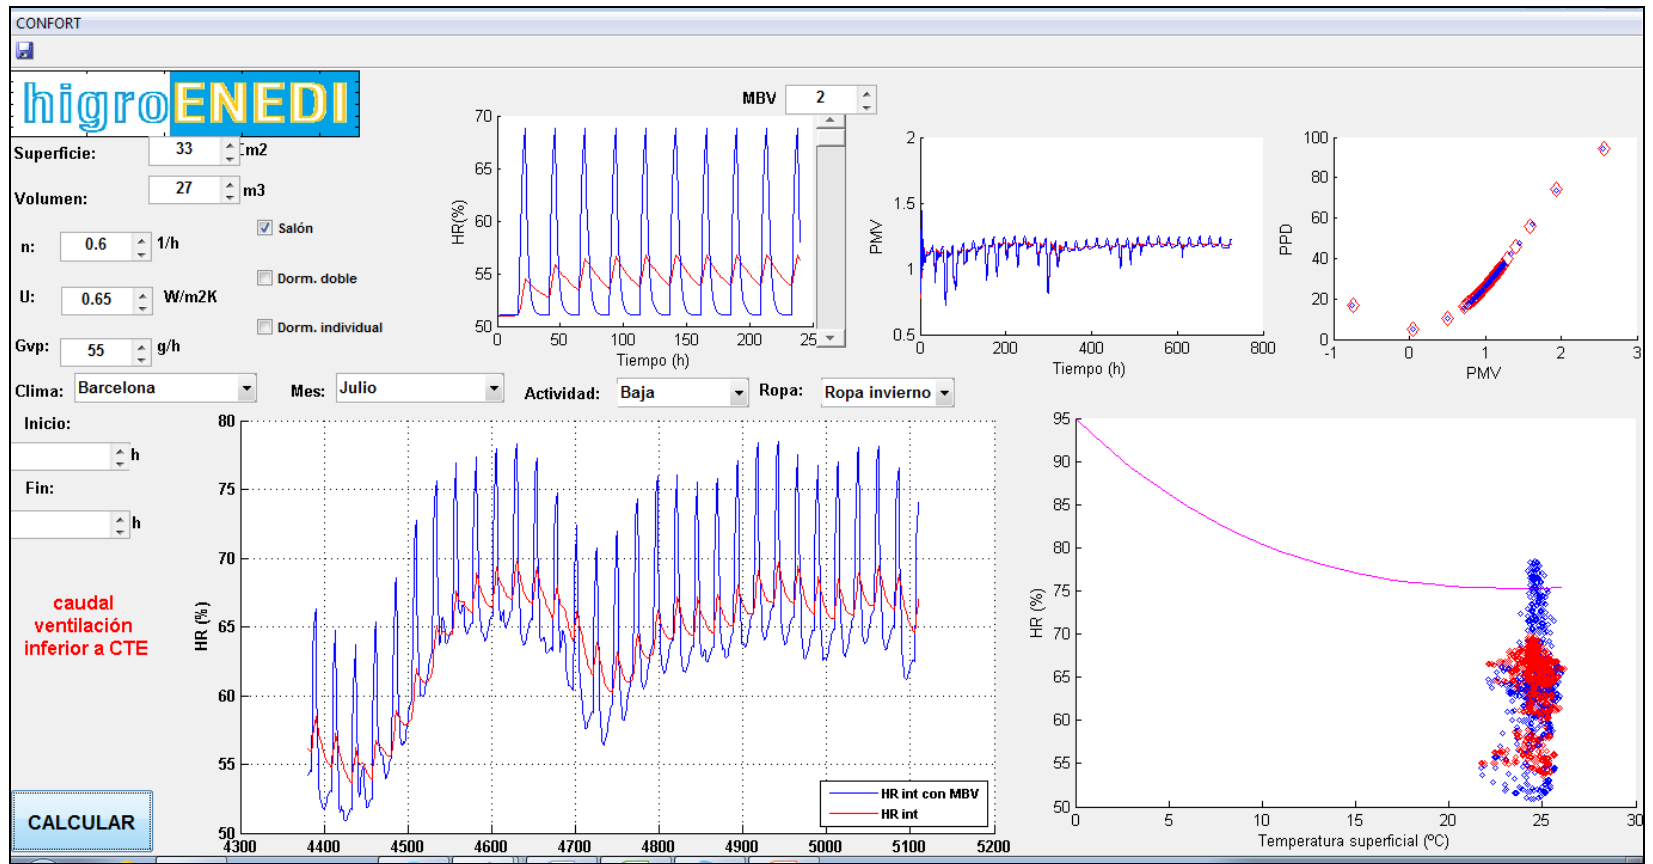 CONFORT
higroENEDI
Superficie: 33 m2
Volumen: 27 m3
n: 0.6 1/h
U: 0.65 W/m2K
Gvp: 55 g/h
Salón
Dorm. doble
Dorm. individual
MBV 2
70
65
60
55
50
HR(%)
0 50 100 150 200 25
Tiempo (h)
2
1.5
1
0.5
PMV
0 200 400 600 800
Tiempo (h)
100
80
60
40
20
0
PPD
-1 0 1 2 3
PMV
Clima: Barcelona Mes: Julio Actividad: Baja Ropa: Ropa invierno
Inicio:
h
Fin:
h
caudal
ventilación
inferior a CTE
CALCULAR
80
75
70
65
60
55
50
HR (%)
4300 4400 4500 4600 4700 4800 4900 5000 5100 5200
HR int con MBV
HR int
95
90
85
80
75
70
65
60
55
50
HR (%)
0 5 10 15 20 25 30
Temperatura superficial (ºC)